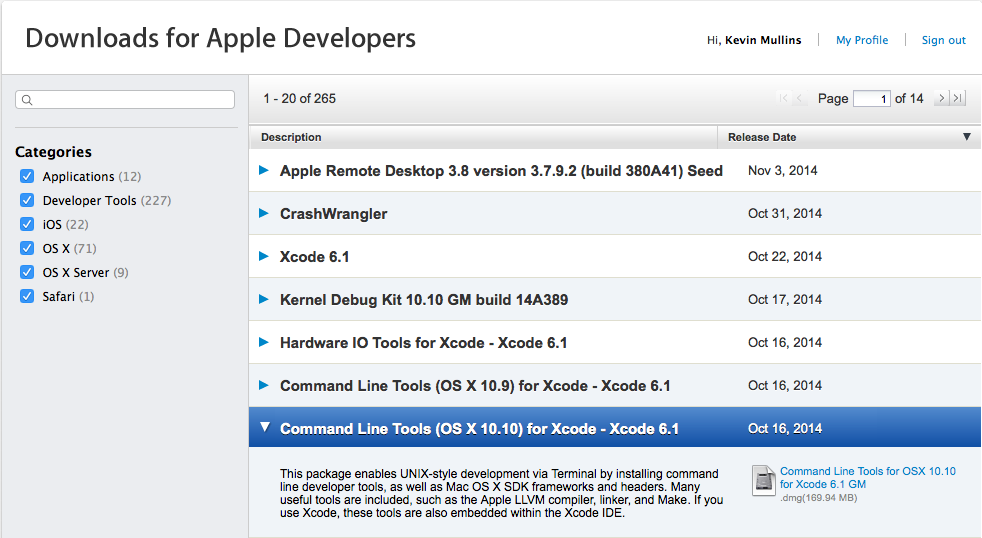 Downloads for Apple Developers
Hi, Kevin Mullins
My Profile
Sign out
1 - 20 of 265
Page 1 of 14
Categories
Applications (12)
Developer Tools (227)
iOS (22)
OS X (71)
OS X Server (9)
Safari (1)
Description
Release Date
Apple Remote Desktop 3.8 version 3.7.9.2 (build 380A41) Seed
Nov 3, 2014
CrashWrangler
Oct 31, 2014
Xcode 6.1
Oct 22, 2014
Kernel Debug Kit 10.10 GM build 14A389
Oct 17, 2014
Hardware IO Tools for Xcode - Xcode 6.1
Oct 16, 2014
Command Line Tools (OS X 10.9) for Xcode - Xcode 6.1
Oct 16, 2014
Command Line Tools (OS X 10.10) for Xcode - Xcode 6.1
Oct 16, 2014
This package enables UNIX-style development via Terminal by installing command
line developer tools, as well as Mac OS X SDK frameworks and headers. Many
useful tools are included, such as the Apple LLVM compiler, linker, and Make. If you
use Xcode, these tools are also embedded within the Xcode IDE.
Command Line Tools for OSX 10.10
for Xcode 6.1 GM
.dmg(169.94 MB)